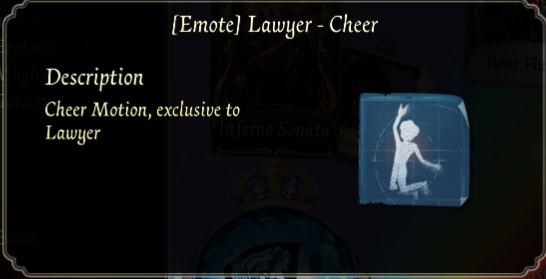 [Emote] Lawyer - Cheer
Description
Cheer Motion, exclusive to
Lawyer
Inferno Sonata